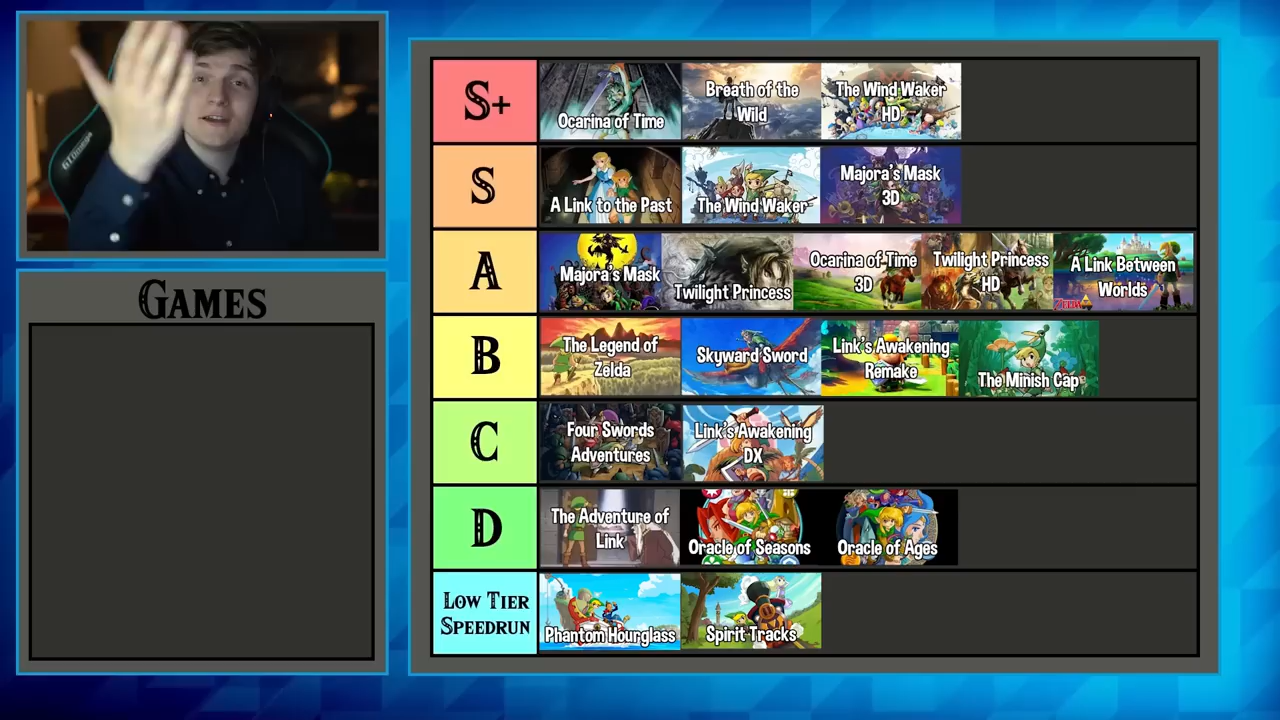 GAMES
S+
Ocarina of Time
Breath of the
Wild
The Wind Waker
HD
S
A Link to the Past
The Wind Waker
Majora's Mask
3D
A
Majora's Mask
Twilight Princess
Ocarina of Time
3D
Twilight Princess
HD
A Link Between
Worlds
B
The Legend of
Zelda
Skyward Sword
Link's Awakening
Remake
The Minish Cap
C
Four Swords
Adventures
Link's Awakening
DX
D
The Adventure of
Link
Oracle of Seasons
Oracle of Ages
LOW TIER
SPEEDRUN
Phantom Hourglass
Spirit Tracks